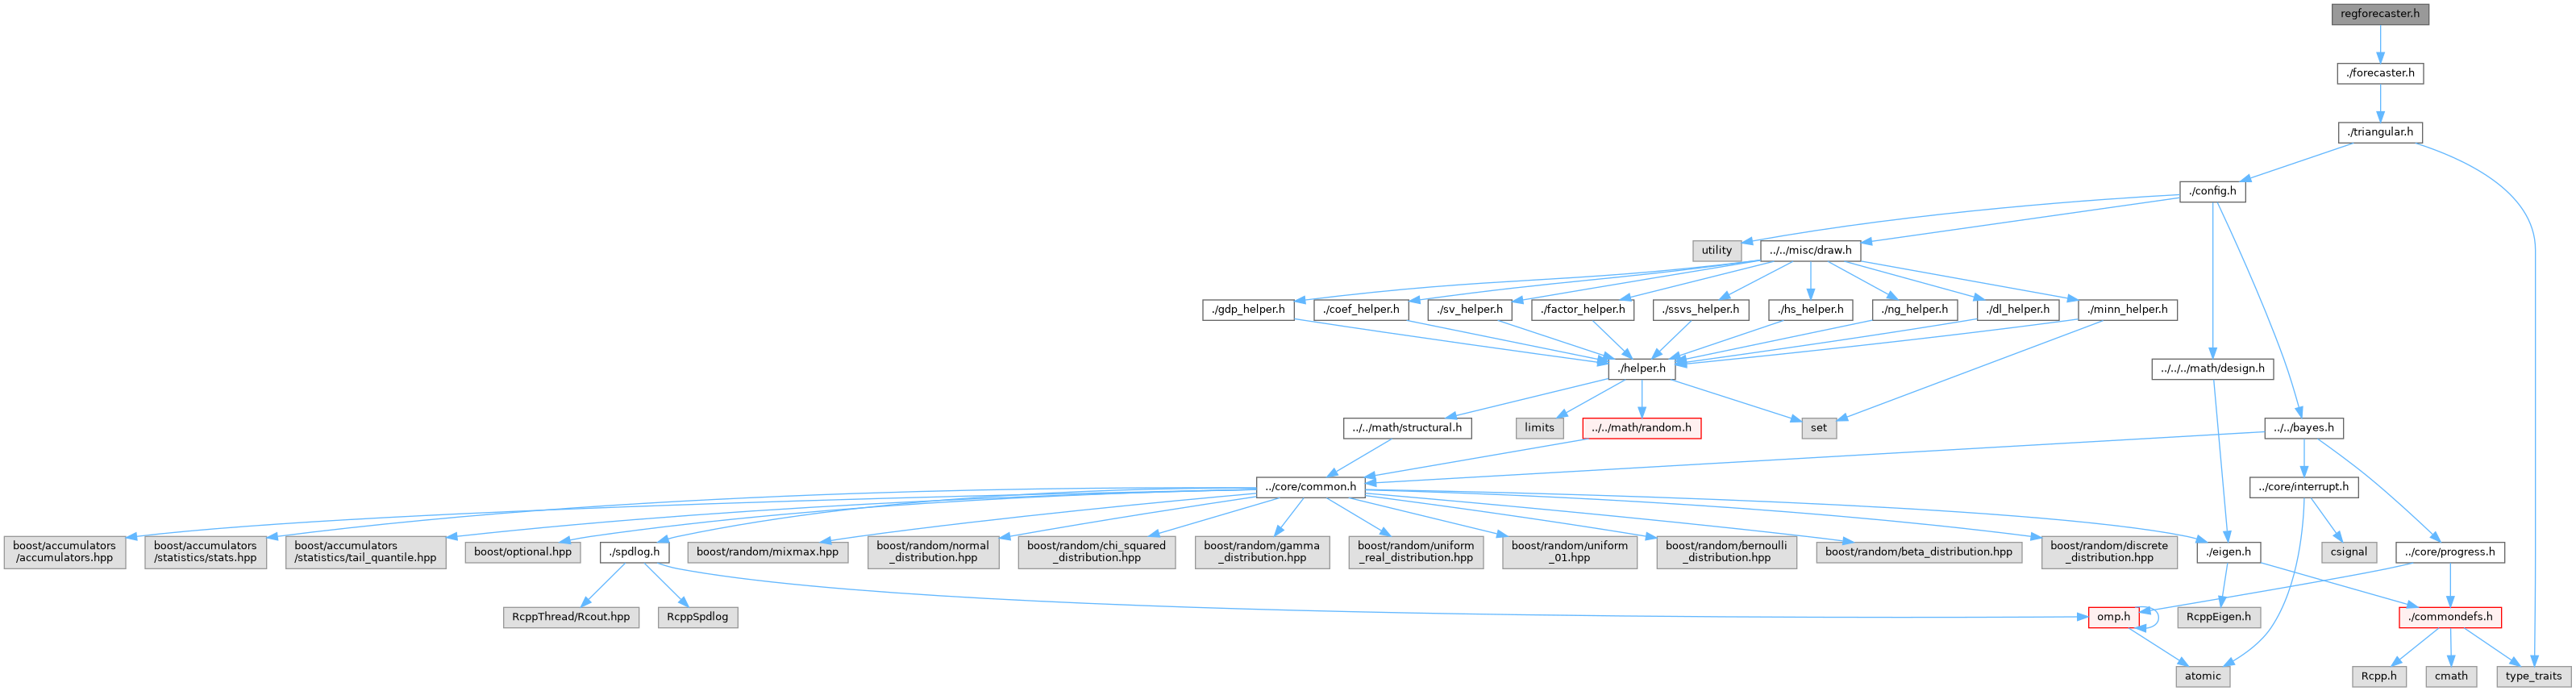 regforecaster.h
./forecaster.h
./triangular.h
./config.h
utility
../../misc/draw.h
./gdp_helper.h
./coef_helper.h
./sv_helper.h
./factor_helper.h
./ssvs_helper.h
./hs_helper.h
./ng_helper.h
./dl_helper.h
./minn_helper.h
./helper.h
../../../math/design.h
../../math/structural.h
limits
../../math/random.h
set
../../bayes.h
../core/common.h
../core/interrupt.h
boost/accumulators
/accumulators.hpp
boost/accumulators
/statistics/stats.hpp
boost/accumulators
/statistics/tail_quantile.hpp
boost/optional.hpp
./spdlog.h
boost/random/mixmax.hpp
boost/random/normal
_distribution.hpp
boost/random/chi_squared
_distribution.hpp
boost/random/gamma
_distribution.hpp
boost/random/uniform
_real_distribution.hpp
boost/random/uniform
_01.hpp
boost/random/bernoulli
_distribution.hpp
boost/random/beta_distribution.hpp
boost/random/discrete
_distribution.hpp
./eigen.h
csignal
../core/progress.h
RcppThread/Rcout.hpp
RcppSpdlog
omp.h
RcppEigen.h
./commondefs.h
atomic
Rcpp.h
cmath
type_traits